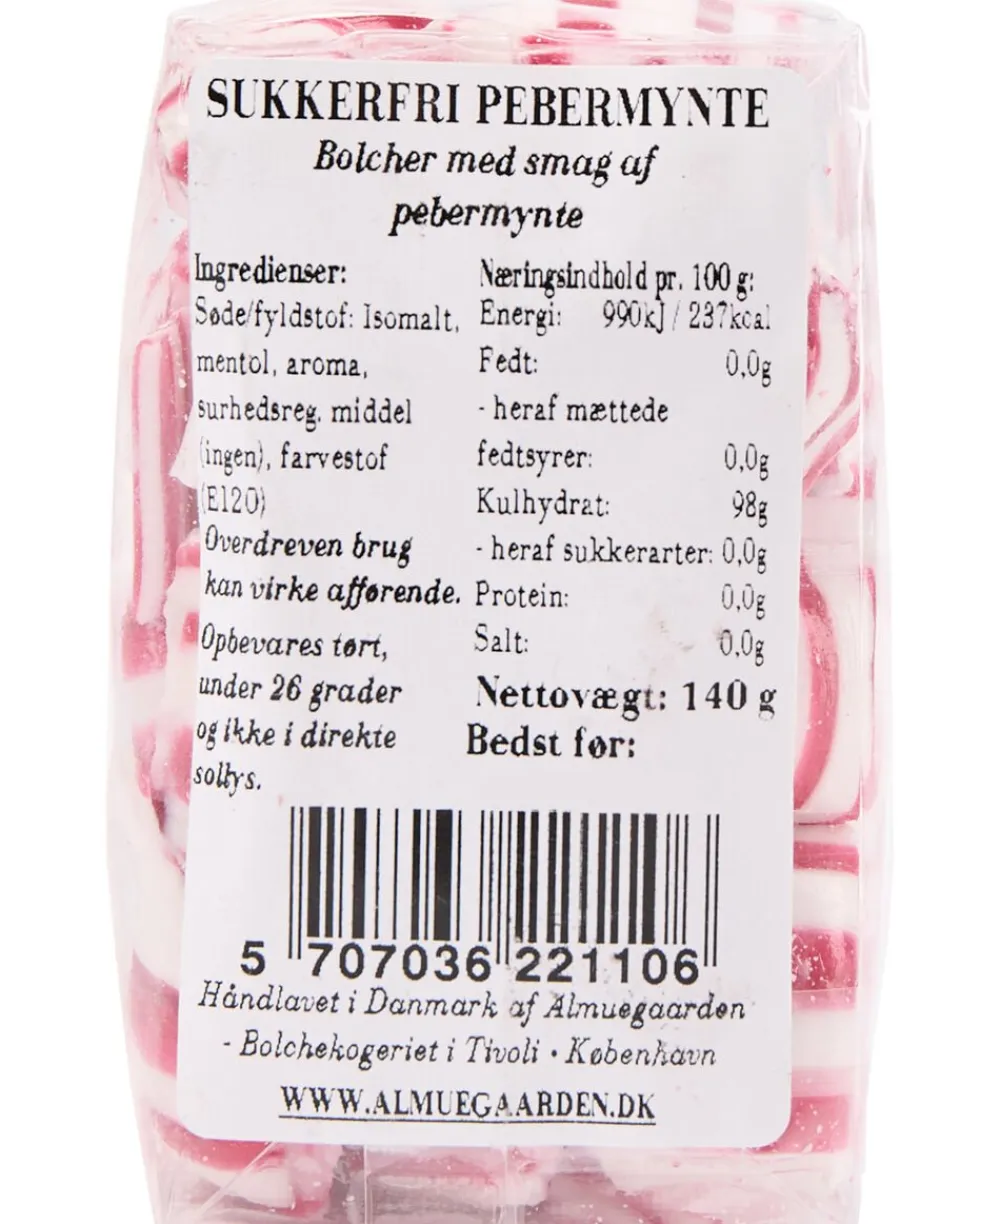 SUKKERFRI PEBERMYNTE
Bolcher med smag af
pebermynte
Ingredienser:
Søde/fyldstof: Isomalt,
mentol, aroma,
surhedsreg. middel
(ingen), farvestof
(E120)
Overdreven brug
kan virke afførende.
Opbevares tørt,
under 26 grader
og ikke i direkte
sollys.
Næringsindhold pr. 100 g:
Energi: 990kJ / 237kcal
Fedt: 0,0g
- heraf mættede
fedtsyrer: 0,0g
Kulhydrat: 98g
- heraf sukkerarter: 0,0g
Protein: 0,0g
Salt: 0,0g
Nettovægt: 140 g
Bedst før:
5 707036 221106
Håndlavet i Danmark af Almuegaarden
- Bolchekogeriet i Tivoli • København
WWW.ALMUEGAARDEN.DK